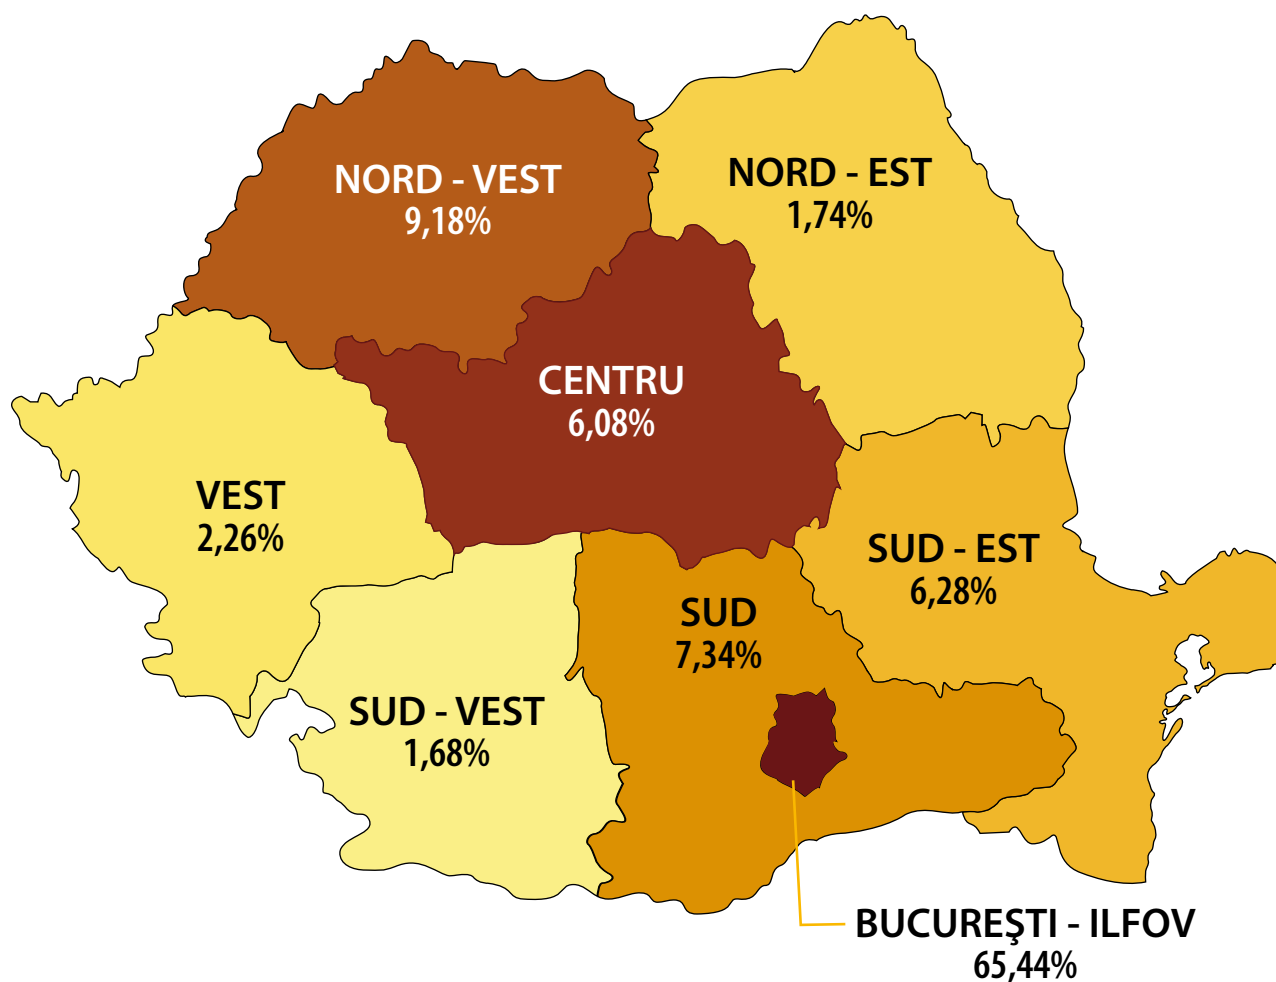 NORD - VEST
9,18%
NORD - EST
1,74%
CENTRU
6,08%
VEST
2,26%
SUD - EST
6,28%
SUD
7,34%
SUD - VEST
1,68%
BUCUREŞTI - ILFOV
65,44%